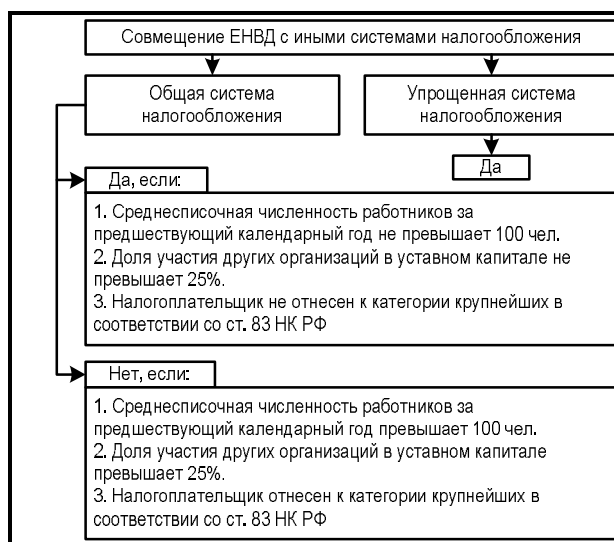 Совмещение ЕНВД с иными системами налогообложения
Общая система
налогообложения
Упрощенная система
налогообложения
Да
Да, если:
1. Среднесписочная численность работников за
предшествующий календарный год не превышает 100 чел.
2. Доля участия других организаций в уставном капитале не
превышает 25%.
3. Налогоплательщик не отнесен к категории крупнейших в
соответствии со ст. 83 НК РФ
Нет, если:
1. Среднесписочная численность работников за
предшествующий календарный год превышает 100 чел.
2. Доля участия других организаций в уставном капитале
превышает 25%.
3. Налогоплательщик отнесен к категории крупнейших в
соответствии со ст. 83 НК РФ